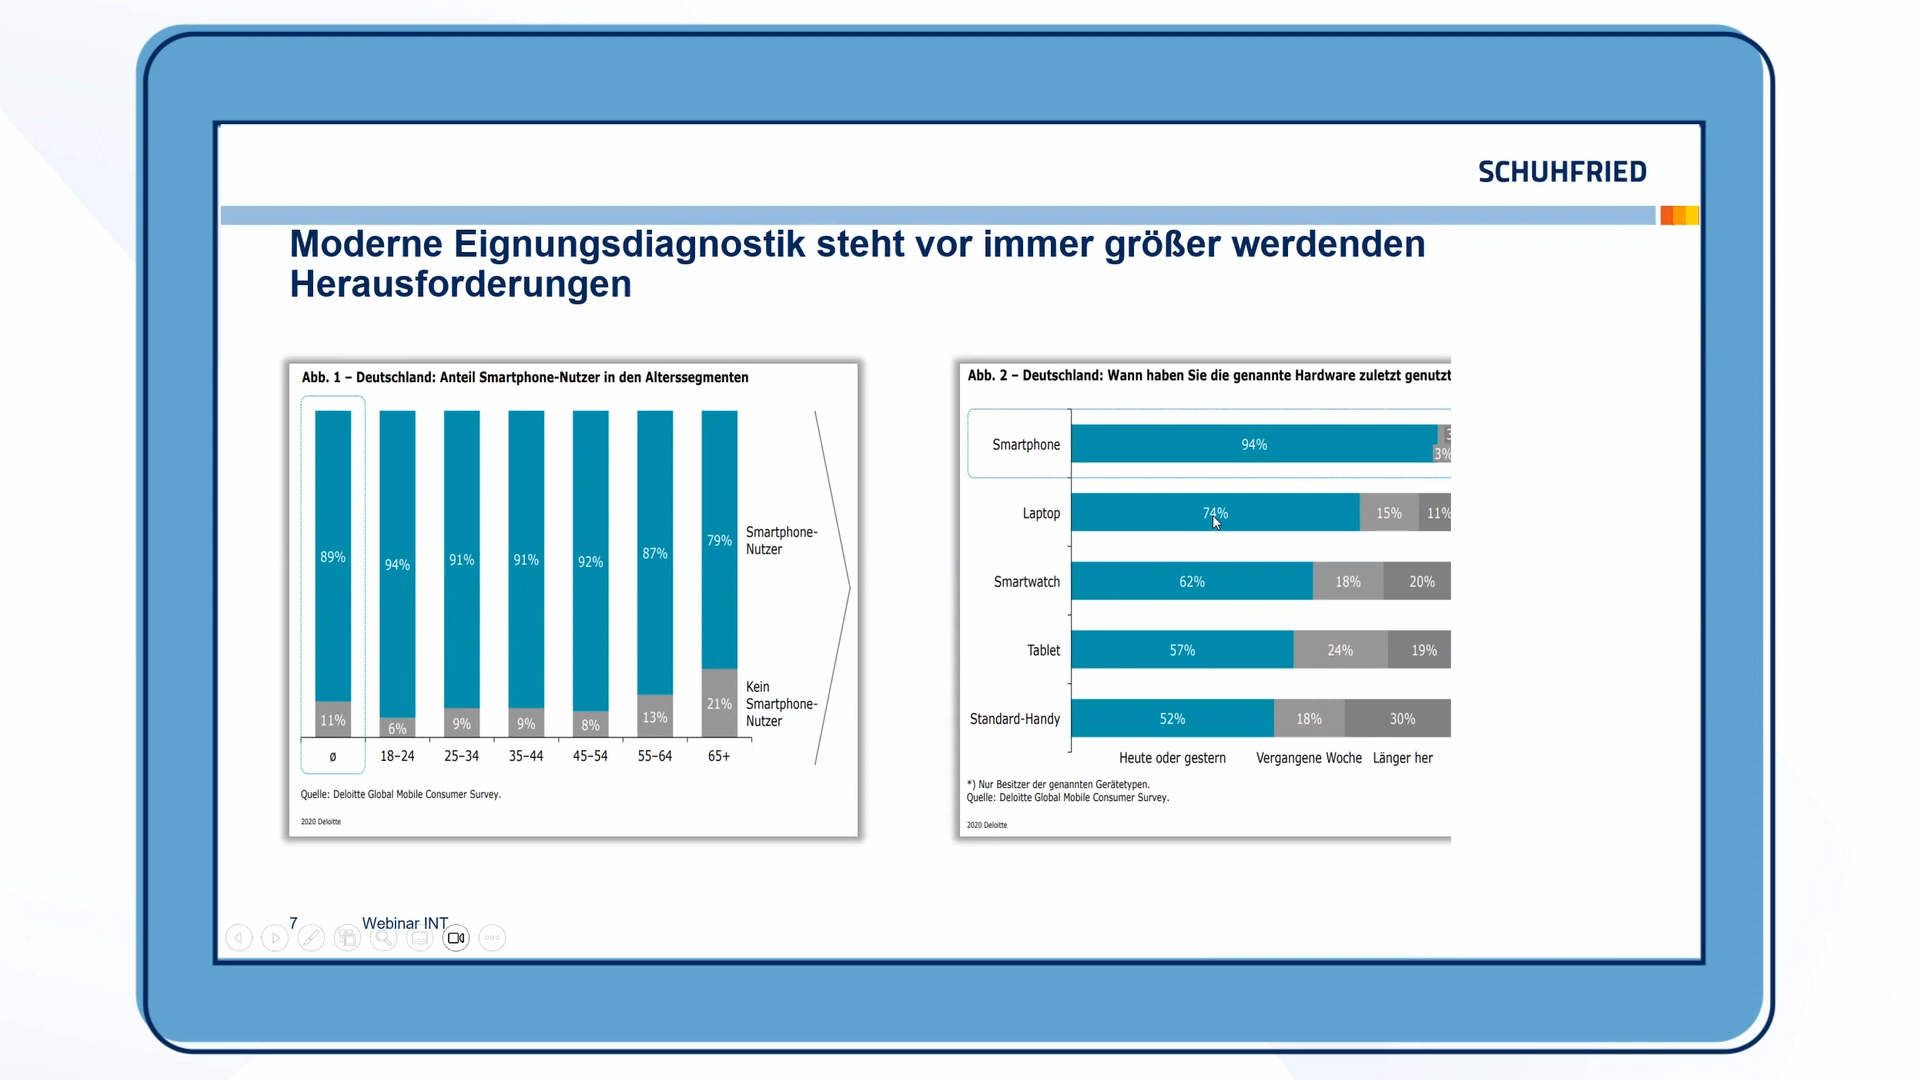 SCHUHFRIED
Moderne Eignungsdiagnostik steht vor immer größer werdenden
Herausforderungen
Abb. 1 – Deutschland: Anteil Smartphone-Nutzer in den Alterssegmenten
89%
94%
91%
91%
92%
87%
79%
Smartphone-
Nutzer
11%
6%
9%
9%
8%
13%
21%
Kein
Smartphone-
Nutzer
ø
18–24
25–34
35–44
45–54
55–64
65+
Quelle: Deloitte Global Mobile Consumer Survey.
2020 Deloitte
Abb. 2 – Deutschland: Wann haben Sie die genannte Hardware zuletzt genutzt
Smartphone
94%
3%
Laptop
74%
15%
11%
Smartwatch
62%
18%
20%
Tablet
57%
24%
19%
Standard-Handy
52%
18%
30%
Heute oder gestern
Vergangene Woche
Länger her
*) Nur Besitzer der genannten Gerätetypen.
Quelle: Deloitte Global Mobile Consumer Survey.
2020 Deloitte
7
Webinar INT